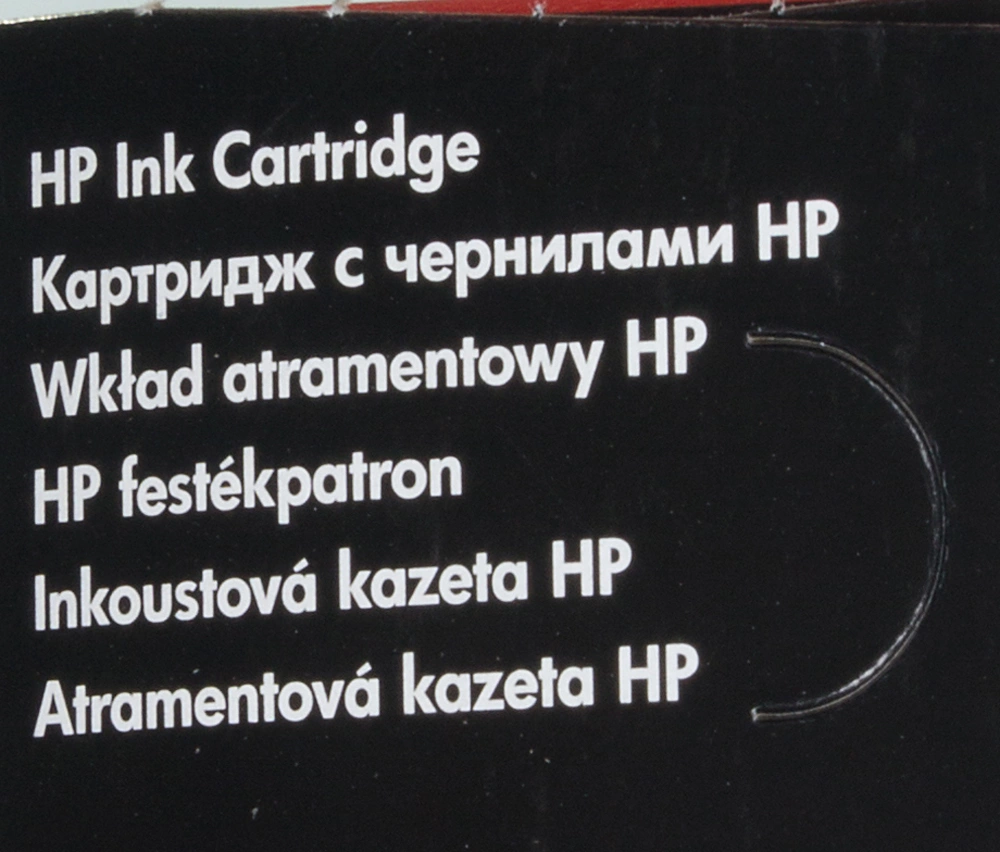 HP Ink Cartridge
Картридж с чернилами HP
Wkład atramentowy HP
HP festékpatron
Inkoustová kazeta HP
Atramentová kazeta HP